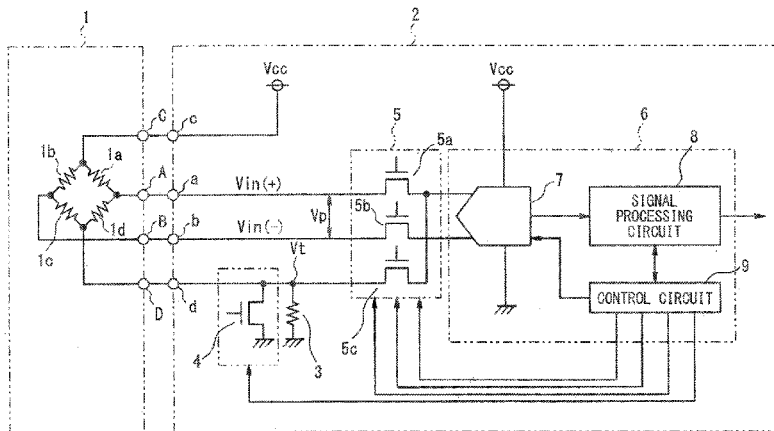 1
2
Vcc
Vcc
C
c
5
6
5a
8
1b
1a
A
a
Vin(+)
7
SIGNAL
PROCESSING
CIRCUIT
5b
Vp
B
b
Vin(-)
1c
1d
Vt
9
CONTROL CIRCUIT
D
d
4
3
5c